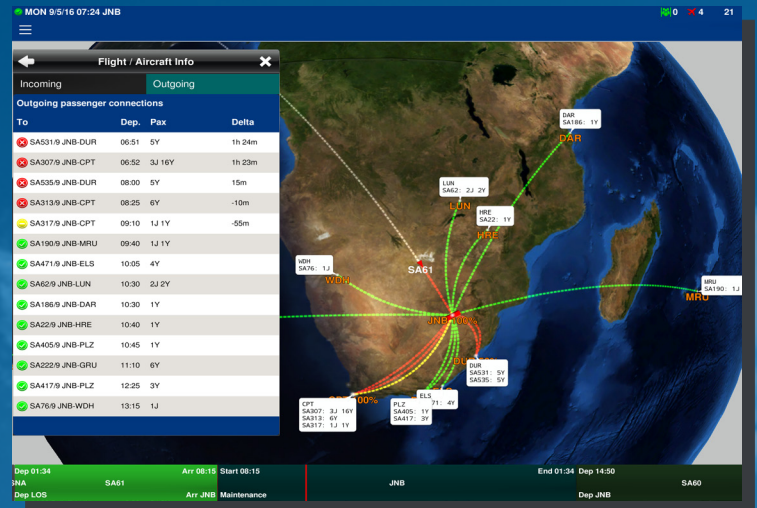 MON 9/5/16 07:24 JNB
0 4 21
Flight / Aircraft Info
Incoming Outgoing
Outgoing passenger connections
To Dep. Pax Delta
SA531/9 JNB-DUR 06:51 5Y 1h 24m
SA307/9 JNB-CPT 06:52 3J 16Y 1h 23m
SA535/9 JNB-DUR 08:00 5Y 15m
SA313/9 JNB-CPT 08:25 6Y -10m
SA317/9 JNB-CPT 09:10 1J 1Y -55m
SA190/9 JNB-MRU 09:40 1J 1Y
SA471/9 JNB-ELS 10:05 4Y
SA62/9 JNB-LUN 10:30 2J 2Y
SA186/9 JNB-DAR 10:30 1Y
SA22/9 JNB-HRE 10:40 1Y
SA405/9 JNB-PLZ 10:45 1Y
SA222/9 JNB-GRU 11:10 6Y
SA417/9 JNB-PLZ 12:25 3Y
SA76/9 JNB-WDH 13:15 1J
DAR
SA186: 1Y
DAR
LUN
SA62: 2J 2Y
LUN
HRE
SA22: 1Y
HRE
WDH
SA76: 1J
WDH
SA61
MRU
SA190: 1J
MRU
JNB
DUR
SA531: 5Y
SA535: 5Y
ELS
71: 4Y
PLZ
SA405: 1Y
SA417: 3Y
00%
CPT
SA307: 3J 16Y
SA313: 6Y
SA317: 1J 1Y
Dep 01:34 Arr 08:15 Start 08:15 End 01:34 Dep 14:50
SNA SA61 JNB SA60
Dep LOS Arr JNB Maintenance Dep JNB